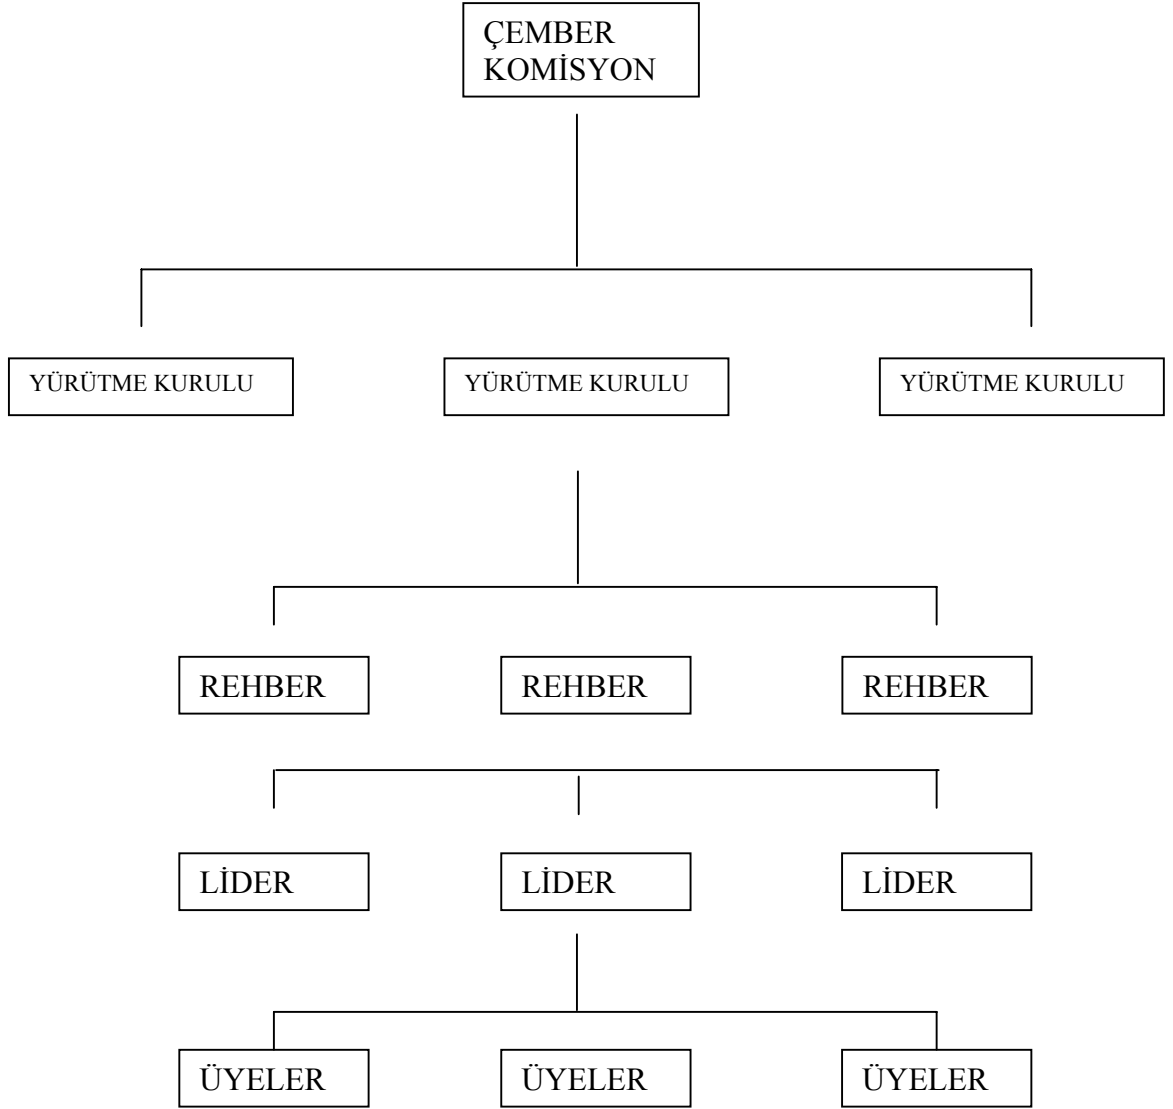 ÇEMBER
KOMİSYON
YÜRÜTME KURULU
YÜRÜTME KURULU
YÜRÜTME KURULU
REHBER
REHBER
REHBER
LİDER
LİDER
LİDER
ÜYELER
ÜYELER
ÜYELER